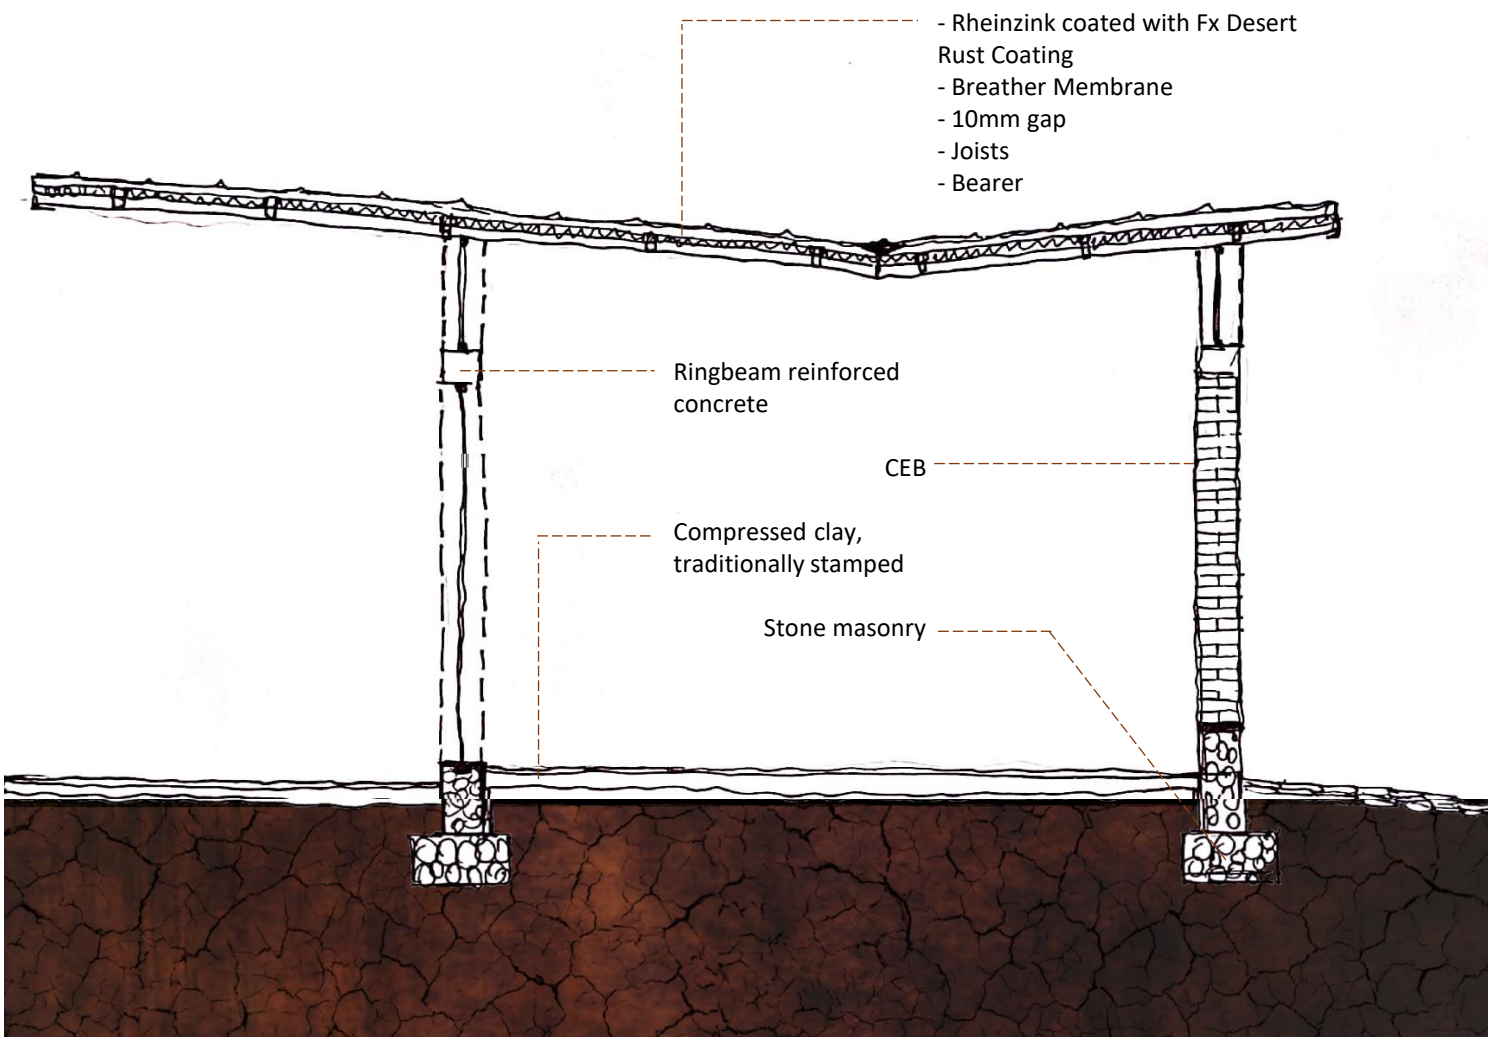 - Rheinzink coated with Fx Desert
Rust Coating
- Breather Membrane
- 10mm gap
- Joists
- Bearer
Ringbeam reinforced
concrete
CEB
Compressed clay,
traditionally stamped
Stone masonry